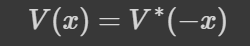 V(x) = V*(−x)